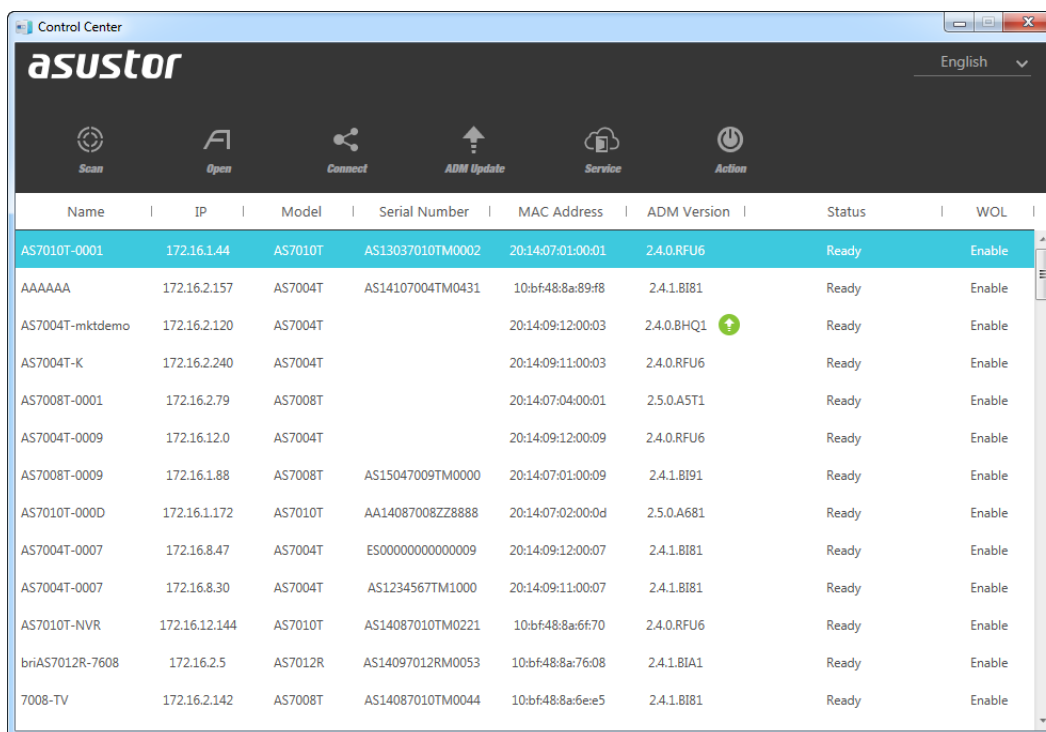 Control Center
asustor
English
Scan Open Connect ADM Update Service Action
Name IP Model Serial Number MAC Address ADM Version Status WOL
AS7010T-0001 172.16.1.44 AS7010T AS13037010TM0002 20:14:07:01:00:01 2.4.0.RFU6 Ready Enable
AAAAAA 172.16.2.157 AS7004T AS14107004TM0431 10:bf:48:8a:89:f8 2.4.1.BI81 Ready Enable
AS7004T-mktdemo 172.16.2.120 AS7004T 20:14:09:12:00:03 2.4.0.BHQ1 Ready Enable
AS7004T-K 172.16.2.240 AS7004T 20:14:09:11:00:03 2.4.0.RFU6 Ready Enable
AS7008T-0001 172.16.2.79 AS7008T 20:14:07:04:00:01 2.5.0.A5T1 Ready Enable
AS7004T-0009 172.16.12.0 AS7004T 20:14:09:12:00:09 2.4.0.RFU6 Ready Enable
AS7008T-0009 172.16.1.88 AS7008T AS15047009TM0000 20:14:07:01:00:09 2.4.1.BI91 Ready Enable
AS7010T-000D 172.16.1.172 AS7010T AA14087008ZZ8888 20:14:07:02:00:0d 2.5.0.A681 Ready Enable
AS7004T-0007 172.16.8.47 AS7004T ES00000000000009 20:14:09:12:00:07 2.4.1.BI81 Ready Enable
AS7004T-0007 172.16.8.30 AS7004T AS1234567TM1000 20:14:09:11:00:07 2.4.1.BI81 Ready Enable
AS7010T-NVR 172.16.12.144 AS7010T AS14087010TM0221 10:bf:48:8a:6f:70 2.4.0.RFU6 Ready Enable
briAS7012R-7608 172.16.2.5 AS7012R AS14097012RM0053 10:bf:48:8a:76:08 2.4.1.BIA1 Ready Enable
7008-TV 172.16.2.142 AS7008T AS14087010TM0044 10:bf:48:8a:6e:e5 2.4.1.BI81 Ready Enable